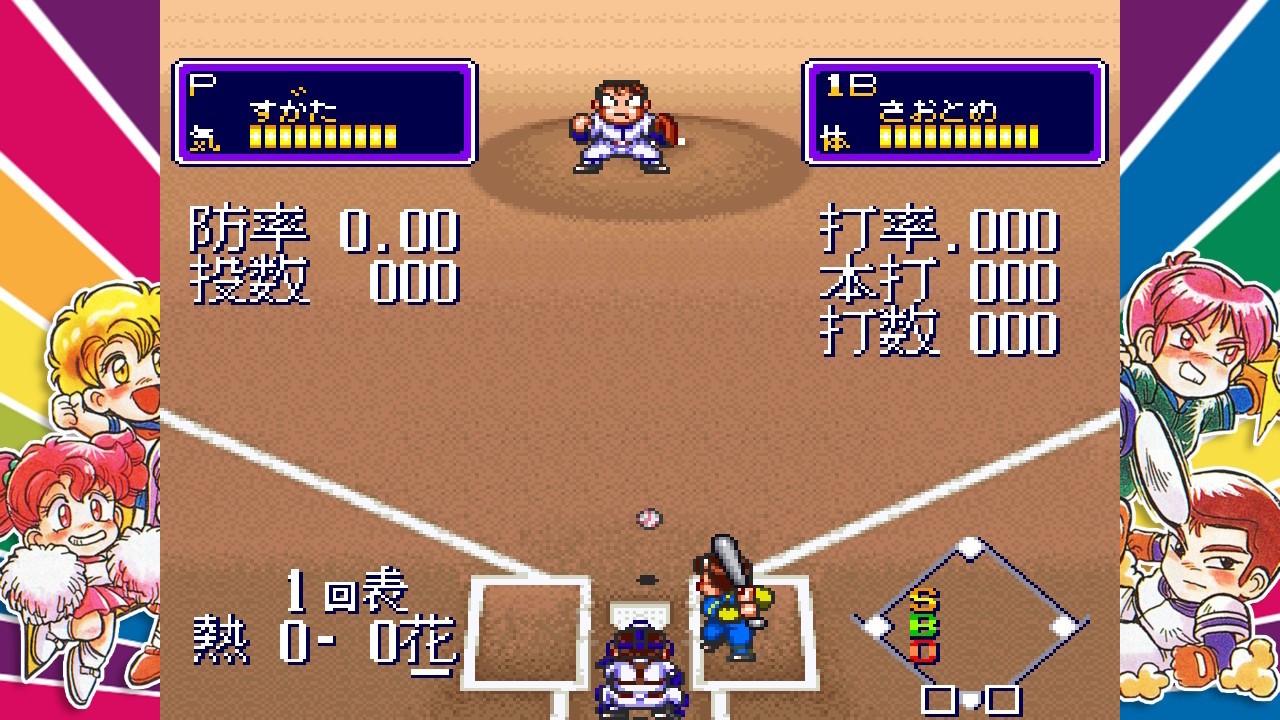 P
すがた
気
1B
さおとめ
体
防率 0.00
投数 000
打率.000
本打 000
打数 000
1回表
熱 0- 0花
S
B
O